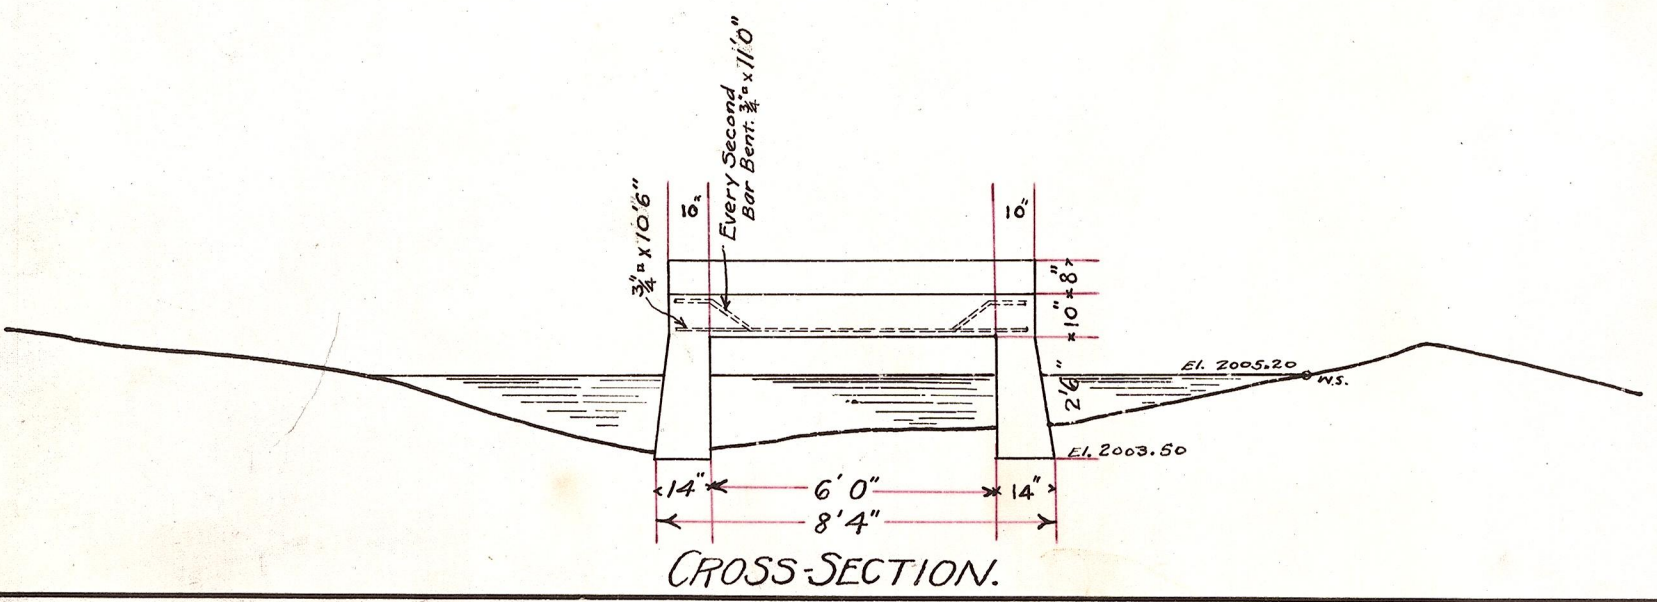 Every Second
Bar Bent. 3/4"□ x 11'0"
3/4"□ x 10'6"
10"
10"
8"
10"
2'6"
El. 2005.20
W.S.
El. 2003.50
14"
6'0"
14"
8'4"
CROSS-SECTION.